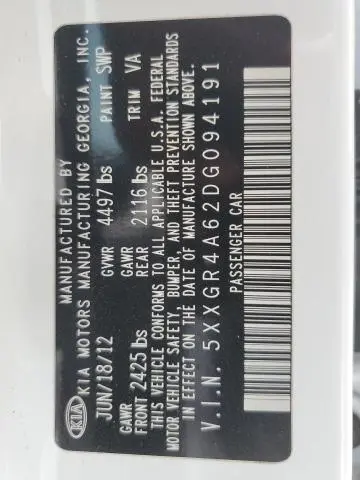 MANUFACTURED BY
KIA KIA MOTORS MANUFACTURING GEORGIA, INC.
JUN/18/12 GVWR 4497 lbs PAINT SWP
GAWR FRONT 2425 lbs GAWR REAR 2116 lbs TRIM VA
THIS VEHICLE CONFORMS TO ALL APPLICABLE U.S.A. FEDERAL
MOTOR VEHICLE SAFETY, BUMPER, AND THEFT PREVENTION STANDARDS
IN EFFECT ON THE DATE OF MANUFACTURE SHOWN ABOVE.
V.I.N. 5XXGR4A62DG094191
PASSENGER CAR